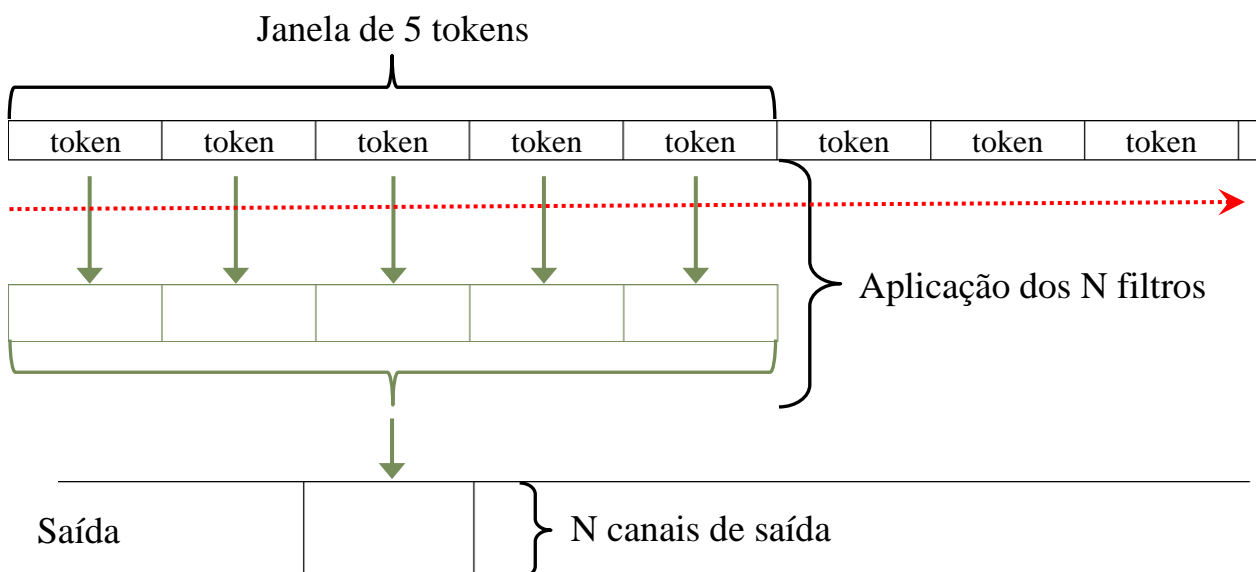 Janela de 5 tokens
token token token token token token token token
Aplicação dos N filtros
Saída
N canais de saída